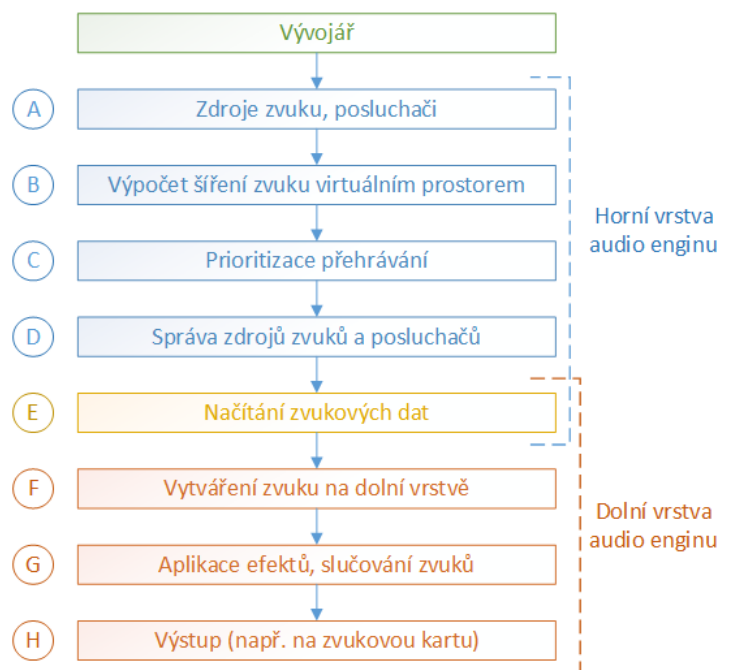 Vývojář
A
Zdroje zvuku, posluchači
B
Výpočet šíření zvuku virtuálním prostorem
Horní vrstva
audio enginu
C
Prioritizace přehrávání
D
Správa zdrojů zvuků a posluchačů
E
Načítání zvukových dat
F
Vytváření zvuku na dolní vrstvě
Dolní vrstva
audio enginu
G
Aplikace efektů, slučování zvuků
H
Výstup (např. na zvukovou kartu)